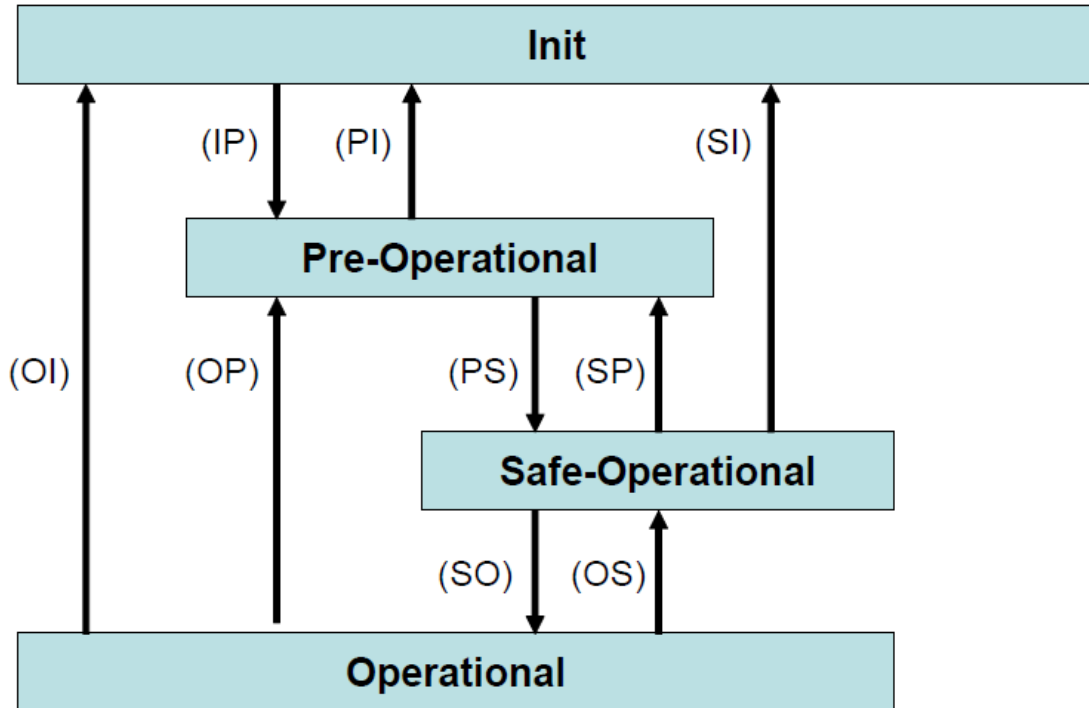 Init
(IP) (PI) (SI)
Pre-Operational
(OI) (OP) (PS) (SP)
Safe-Operational
(SO) (OS)
Operational